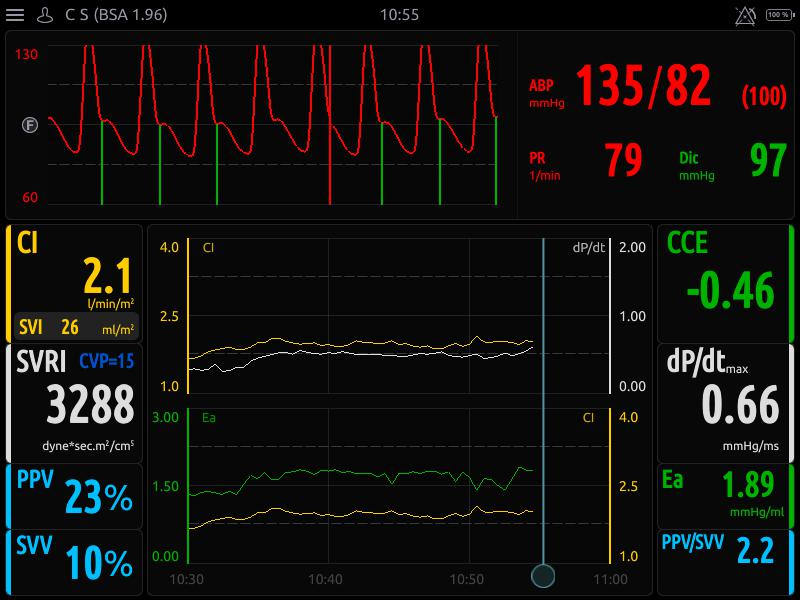 C S (BSA 1.96)
10:55
100 %
130
F
60
ABP
mmHg
135/82
(100)
PR
1/min
79
Dic
mmHg
97
CI
2.1
l/min/m²
SVI 26 ml/m²
SVRI CVP=15
3288
dyne*sec.m²/cm⁵
PPV
23%
SVV
10%
4.0
CI
dP/dt
2.00
2.5
1.00
1.0
0.00
3.00
Ea
CI
4.0
1.50
2.5
0.00
1.0
10:30
10:40
10:50
11:00
CCE
-0.46
dP/dtmax
0.66
mmHg/ms
Ea
1.89
mmHg/ml
PPV/SVV
2.2